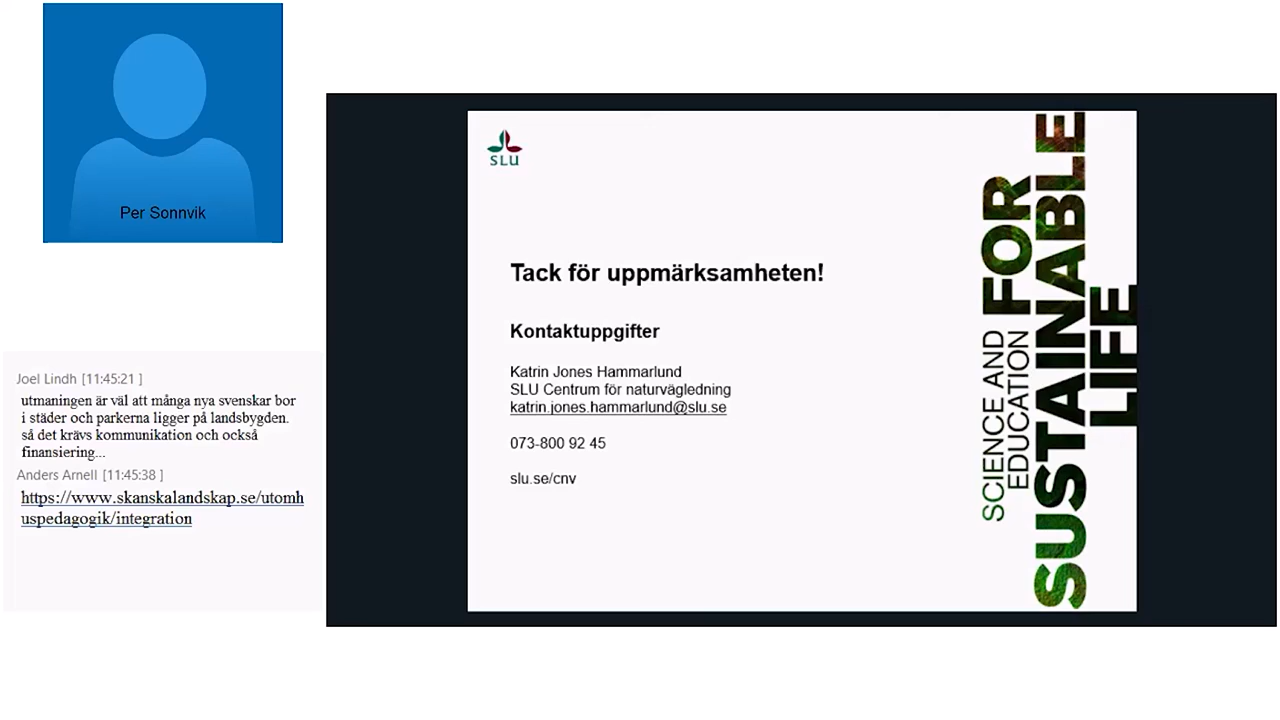 Per Sonnvik
Joel Lindh [11:45:21 ]
utmaningen är väl att många nya svenskar bor
i städer och parkerna ligger på landsbygden.
så det krävs kommunikation och också
finansiering...
Anders Arnell [11:45:38 ]
https://www.skanskalandskap.se/utomh
uspedagogik/integration
SLU
Tack för uppmärksamheten!
Kontaktuppgifter
Katrin Jones Hammarlund
SLU Centrum för naturvägledning
katrin.jones.hammarlund@slu.se
073-800 92 45
slu.se/cnv
SCIENCE AND
EDUCATION
FOR
SUSTAINABLE
LIFE